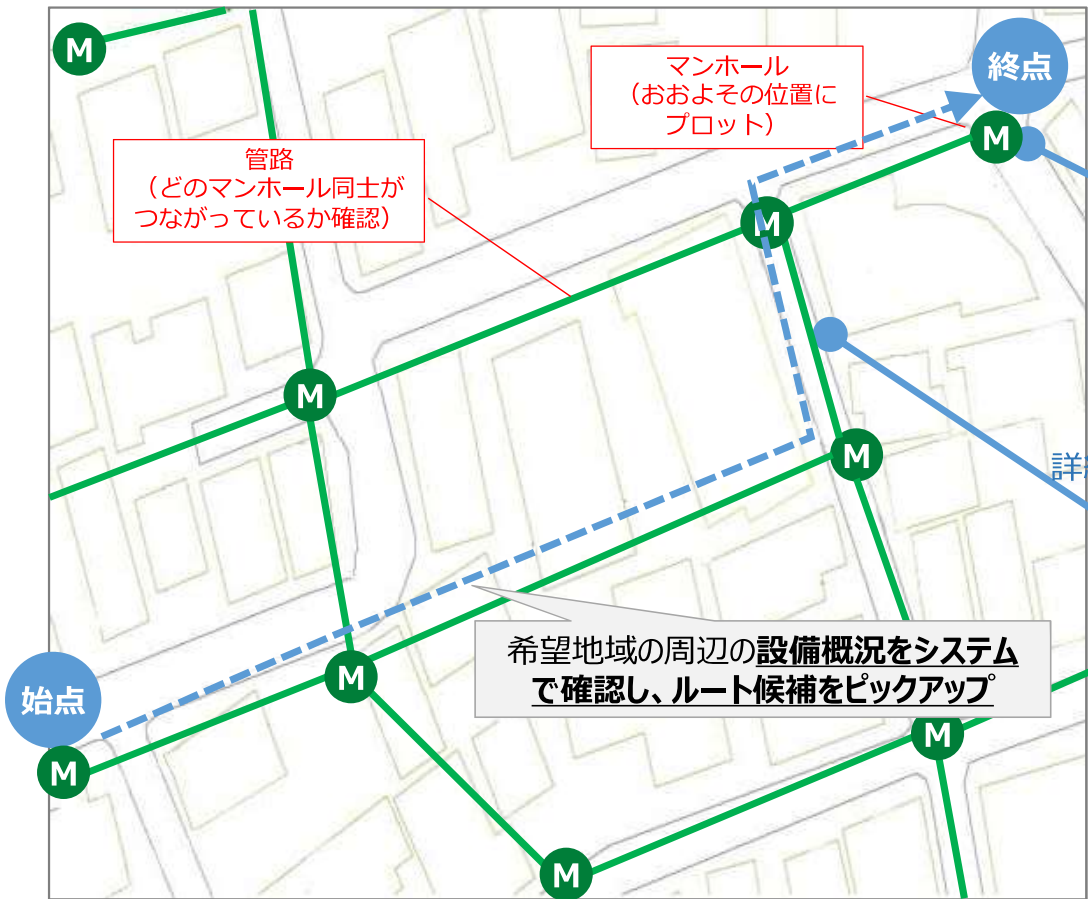 M
終点
マンホール
（おおよその位置に
プロット）
M
管路
（どのマンホール同士が
つながっているか確認）
M
M
M
詳
希望地域の周辺の設備概況をシステム
で確認し、ルート候補をピックアップ
M
始点
M
M
M